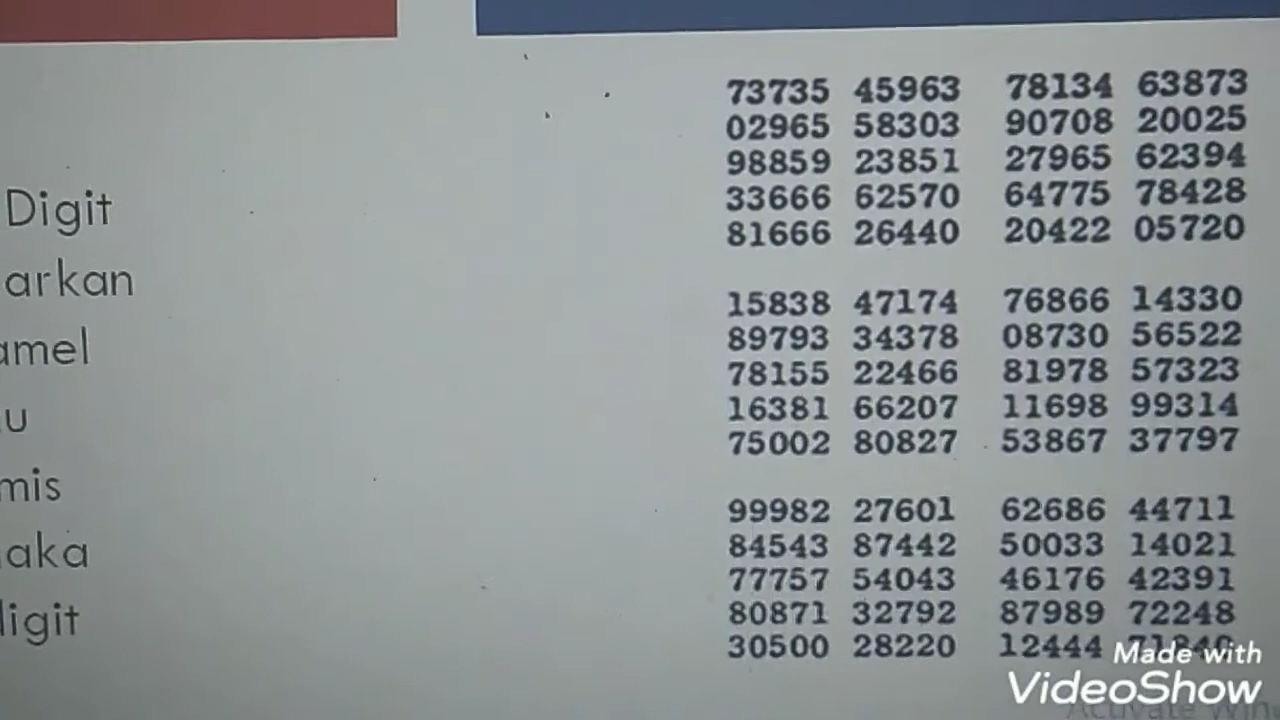 Digit
arkan
amel
u
mis
aka
digit
73735 45963 78134 63873
02965 58303 90708 20025
98859 23851 27965 62394
33666 62570 64775 78428
81666 26440 20422 05720
15838 47174 76866 14330
89793 34378 08730 56522
78155 22466 81978 57323
16381 66207 11698 99314
75002 80827 53867 37797
99982 27601 62686 44711
84543 87442 50033 14021
77757 54043 46176 42391
80871 32792 87989 72248
30500 28220 12444 71840
Made with
VideoShow